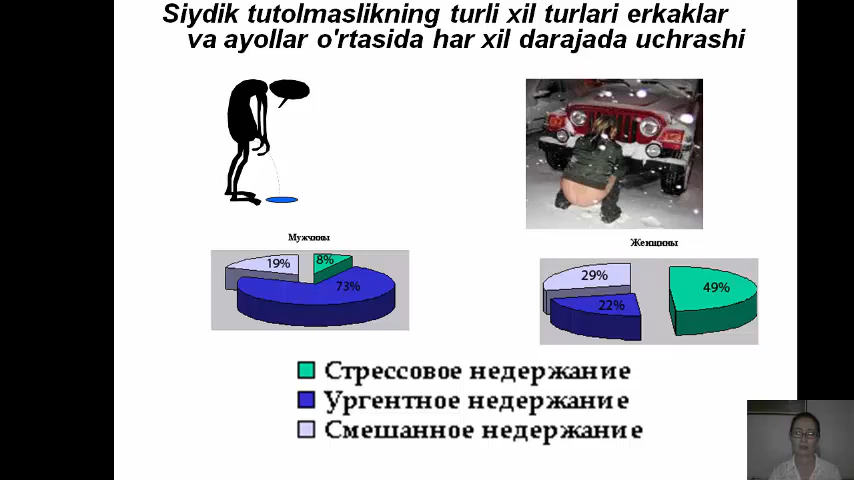 Siydik tutolmaslikning turli xil turlari erkaklar
va ayollar o'rtasida har xil darajada uchrashi
Мужчины
19%
8%
73%
Женщины
29%
49%
22%
Стрессовое недержание
Ургентное недержание
Смешанное недержание